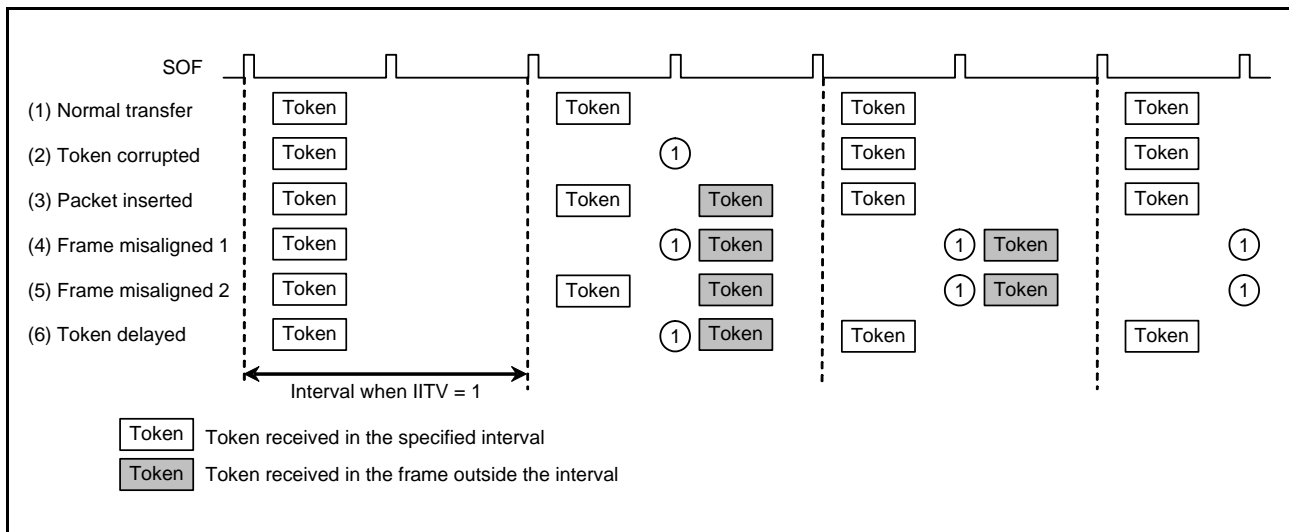 SOF
(1) Normal transfer Token Token Token Token
(2) Token corrupted Token 1 Token Token
(3) Packet inserted Token Token Token Token Token
(4) Frame misaligned 1 Token 1 Token 1 Token 1
(5) Frame misaligned 2 Token Token Token 1 Token 1
(6) Token delayed Token 1 Token Token Token
Interval when IITV = 1
Token Token received in the specified interval
Token Token received in the frame outside the interval